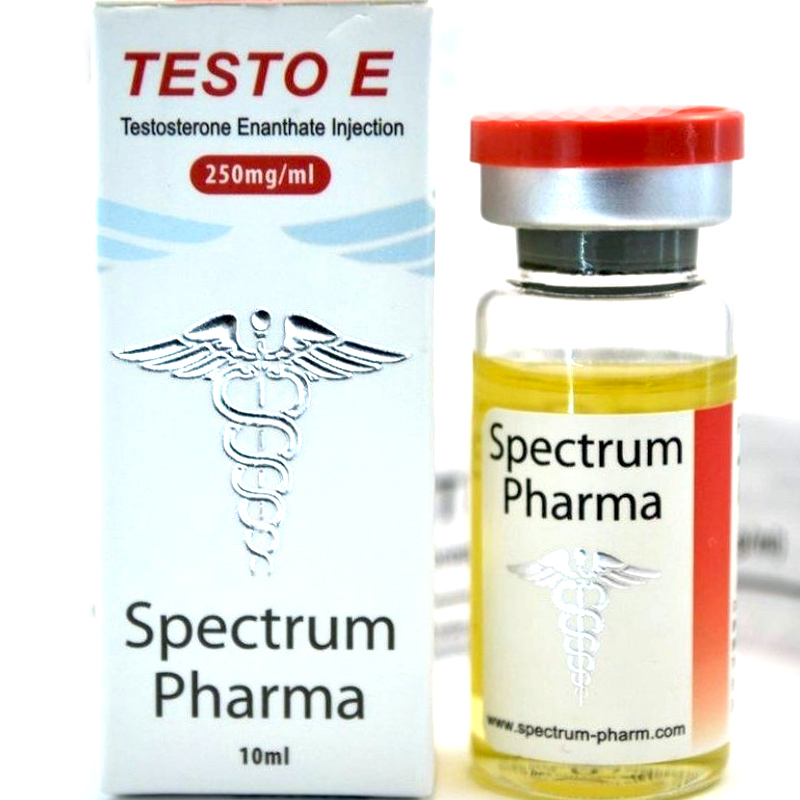 TESTO E
Testosterone Enanthate Injection
250mg/ml
Spectrum
Pharma
10ml
Spectrum
Pharma
www.spectrum-pharm.com